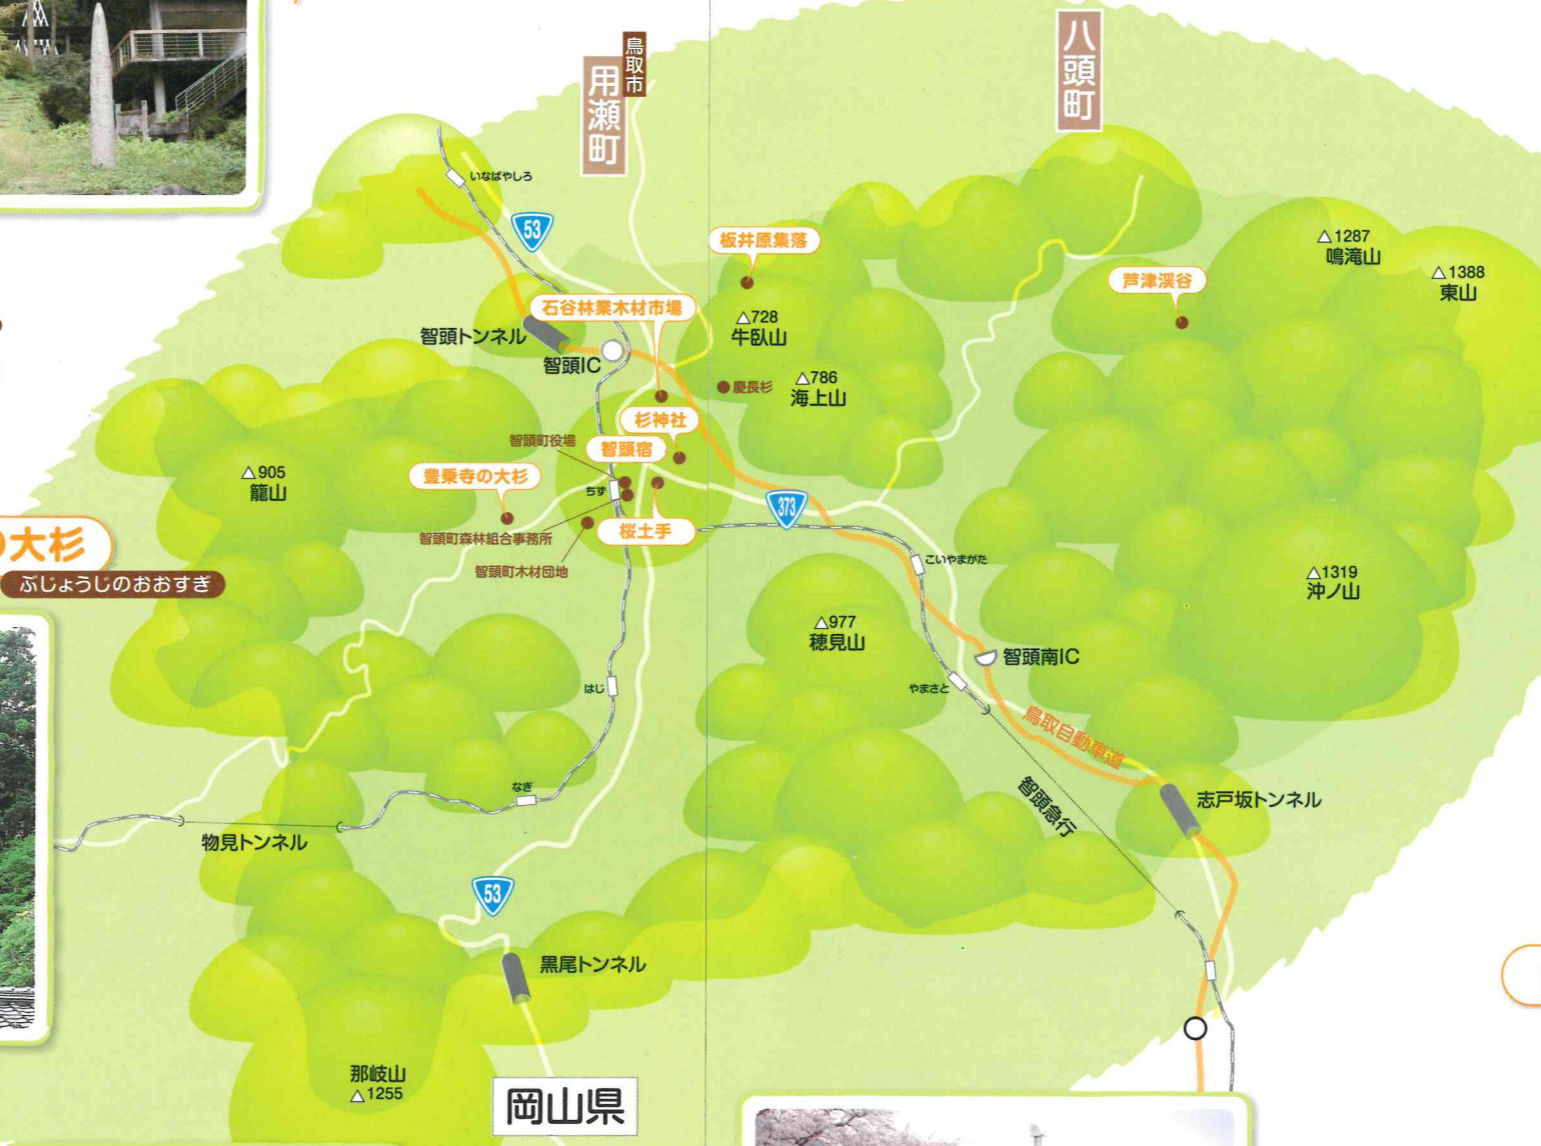 鳥取市
用瀬町
八頭町
いなばやしろ
53
板井原集落
△1287
鳴滝山
△1388
東山
芦津渓谷
石谷林業木材市場
△728
牛臥山
智頭トンネル
智頭IC
慶長杉
△786
海上山
杉神社
智頭町役場
智頭宿
△905
籠山
豊乗寺の大杉
ちず
373
桜土手
智頭町森林組合事務所
智頭町木材団地
の大杉
ぶじょうじのおおすぎ
こいやまがた
△1319
沖ノ山
△977
穂見山
智頭南IC
はじ
やまさと
鳥取自動車道
なぎ
智頭急行
志戸坂トンネル
物見トンネル
53
黒尾トンネル
那岐山
△1255
岡山県